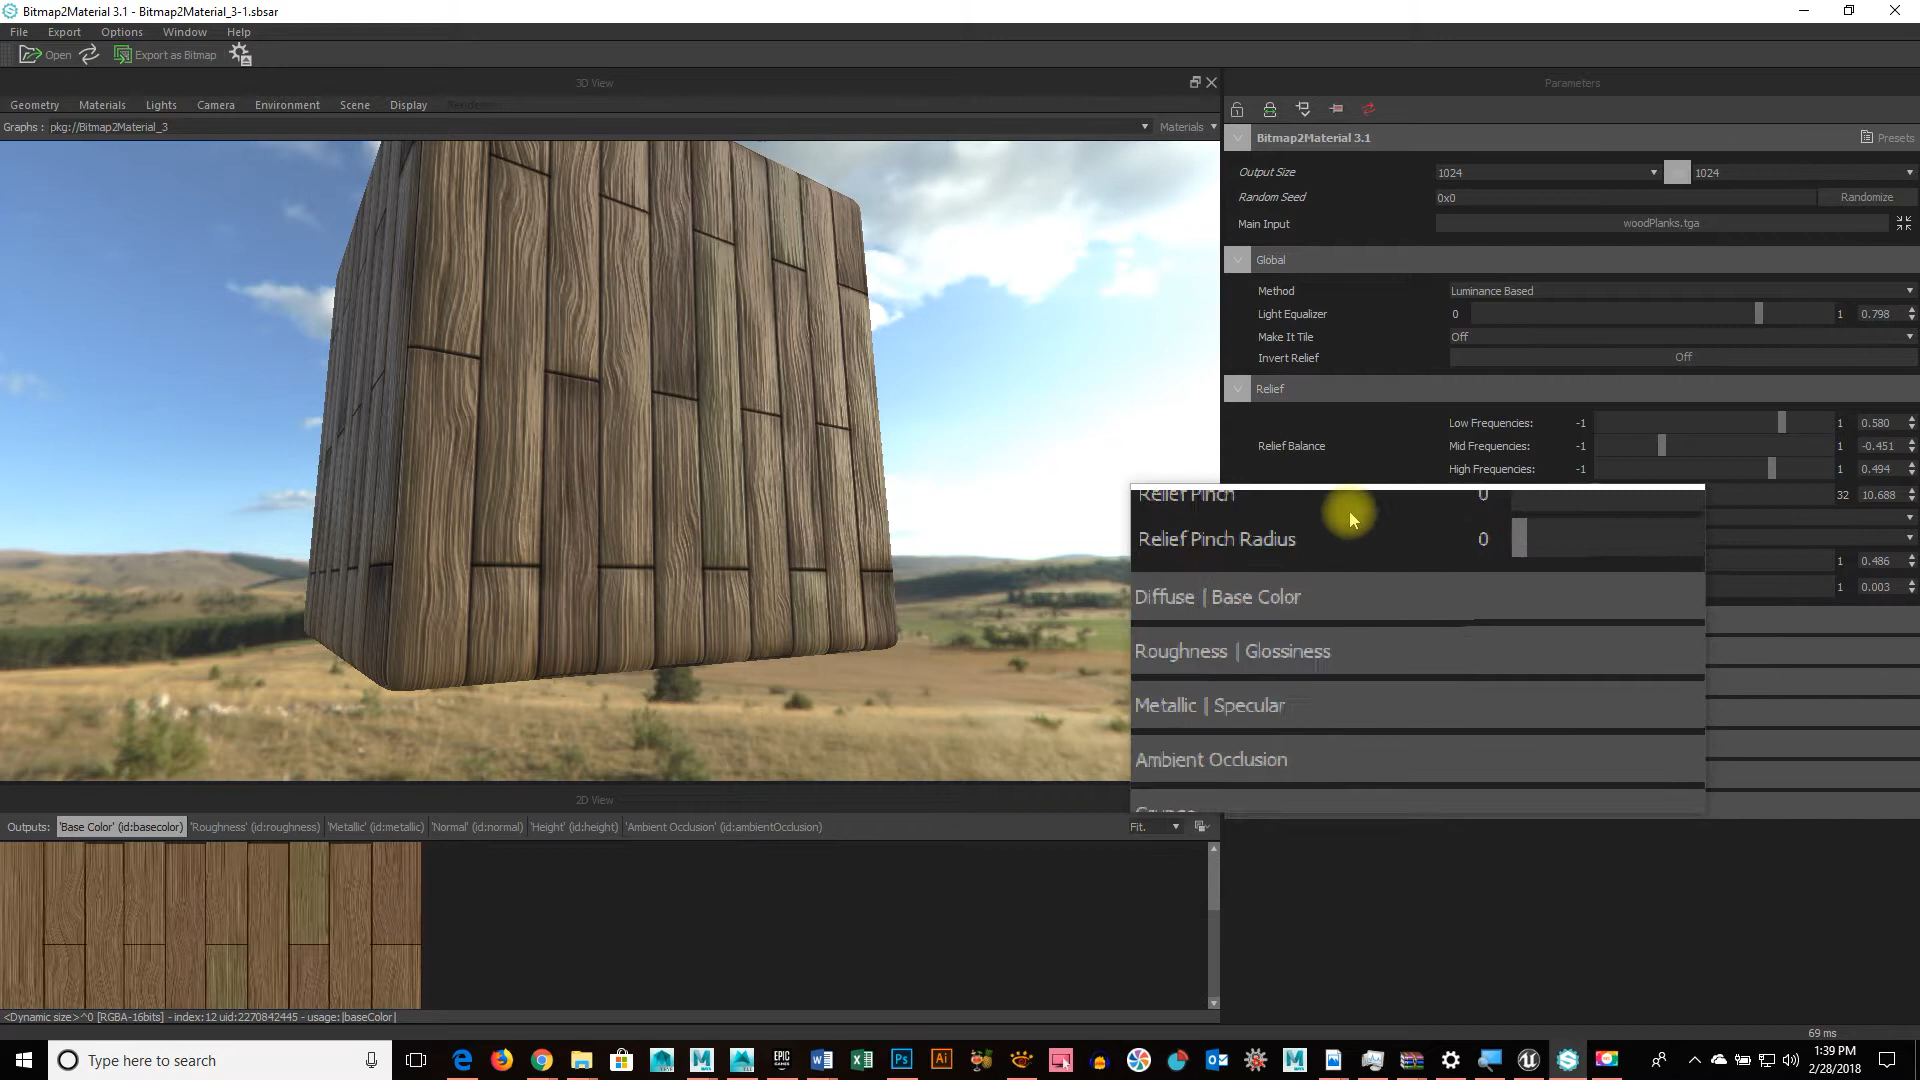 Bitmap2Material 3.1 - Bitmap2Material_3-1.sbsar
File Export Options Window Help
Open Export as Bitmap
3D View
Parameters
Geometry Materials Lights Camera Environment Scene Display
Graphs : pkg://Bitmap2Material_3 Materials
Bitmap2Material 3.1 Presets
Output Size 1024 1024
Random Seed 0x0 Randomize
Main Input woodPlanks.tga
Global
Method Luminance Based
Light Equalizer 0 1 0.798
Make It Tile Off
Invert Relief Off
Relief
Relief Balance
Low Frequencies: -1 1 0.580
Mid Frequencies: -1 1 -0.451
High Frequencies: -1 1 0.494
32 10.688
1 0.486
1 0.003
Relief Pinch 0
Relief Pinch Radius 0
Diffuse | Base Color
Roughness | Glossiness
Metallic | Specular
Ambient Occlusion
2D View
Outputs: 'Base Color' (id:basecolor) 'Roughness' (id:roughness) 'Metallic' (id:metallic) 'Normal' (id:normal) 'Height' (id:height) 'Ambient Occlusion' (id:ambientOcclusion) Fit.
<Dynamic size>^0 [RGBA-16bits] - index:12 uid:2270842445 - usage:|baseColor|
69 ms
Type here to search
1:39 PM
2/28/2018